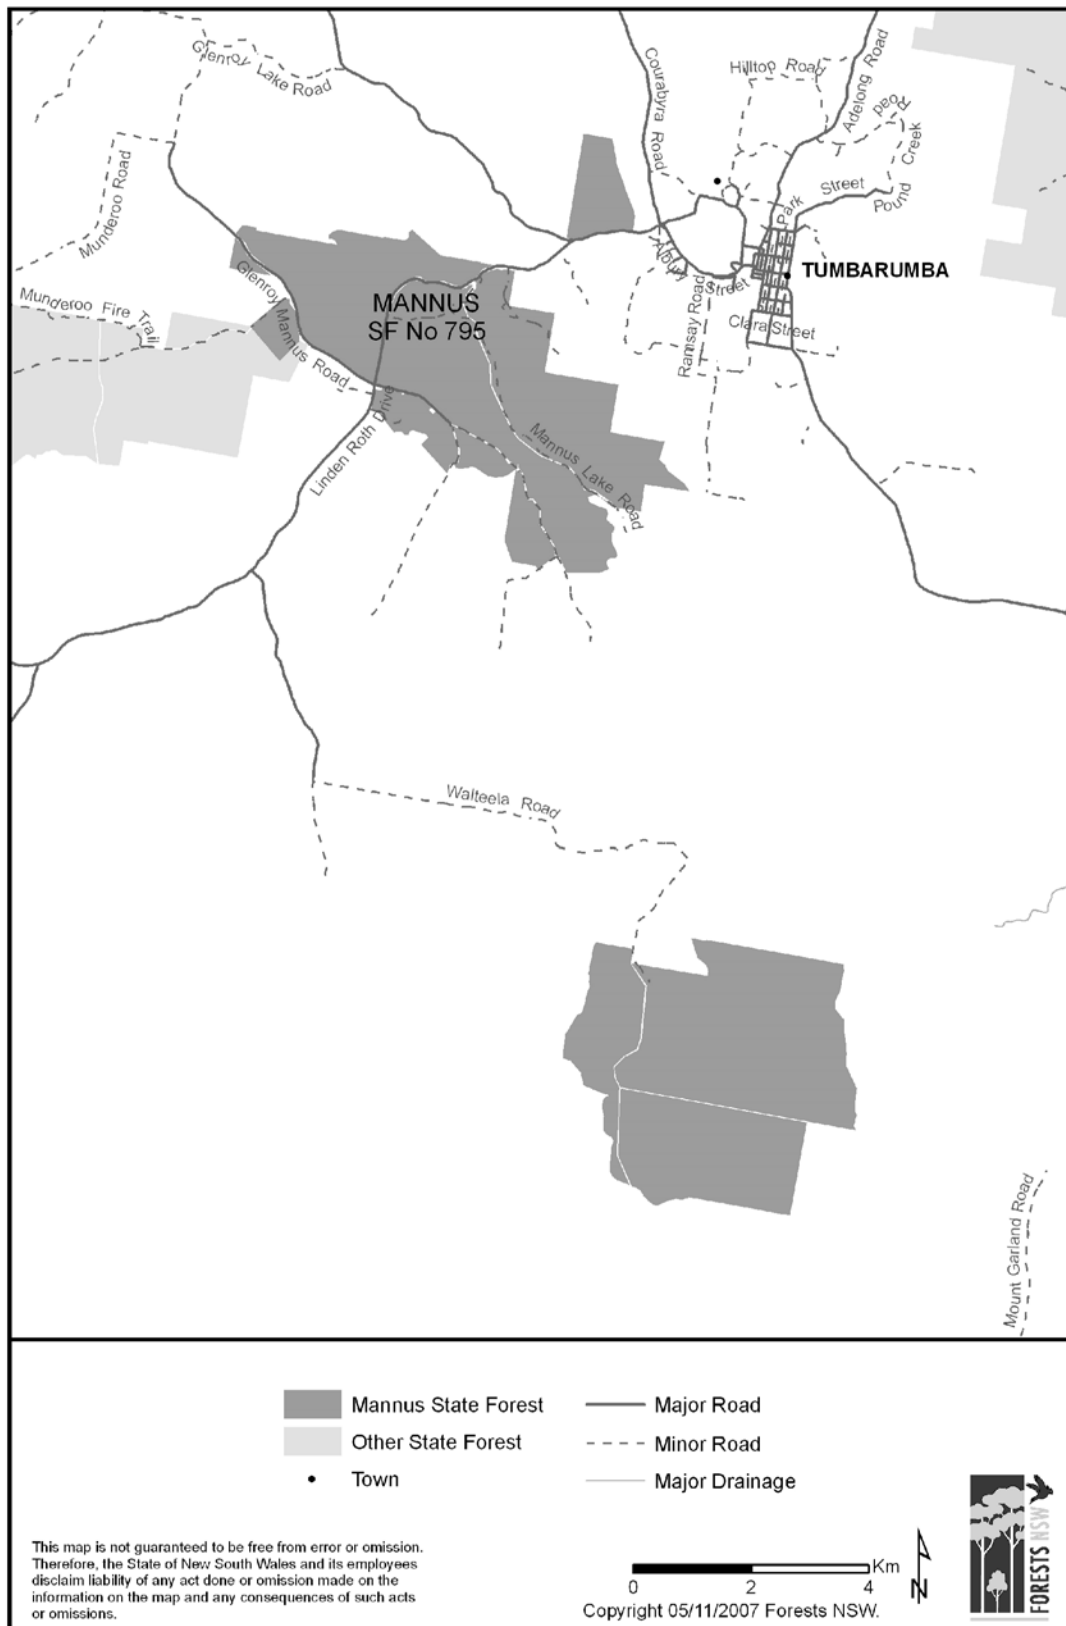 Glenroy Lake Road
Courabyra Road
Hilltop Road
Adelong Road
Pound Creek Road
Munderoo Road
Park Street
Albury Street
TUMBARUMBA
Glenroy Mannus Road
MANNUS
SF No 795
Ramsay Road
Clara Street
Munderoo Fire Trail
Linden Roth Drive
Mannus Lake Road
Walteela Road
Mount Garland Road
Mannus State Forest
Other State Forest
Town
Major Road
Minor Road
Major Drainage
This map is not guaranteed to be free from error or omission.
Therefore, the State of New South Wales and its employees
disclaim liability of any act done or omission made on the
information on the map and any consequences of such acts
or omissions.
Km
0 2 4
Copyright 05/11/2007 Forests NSW.
N
FORESTS NSW